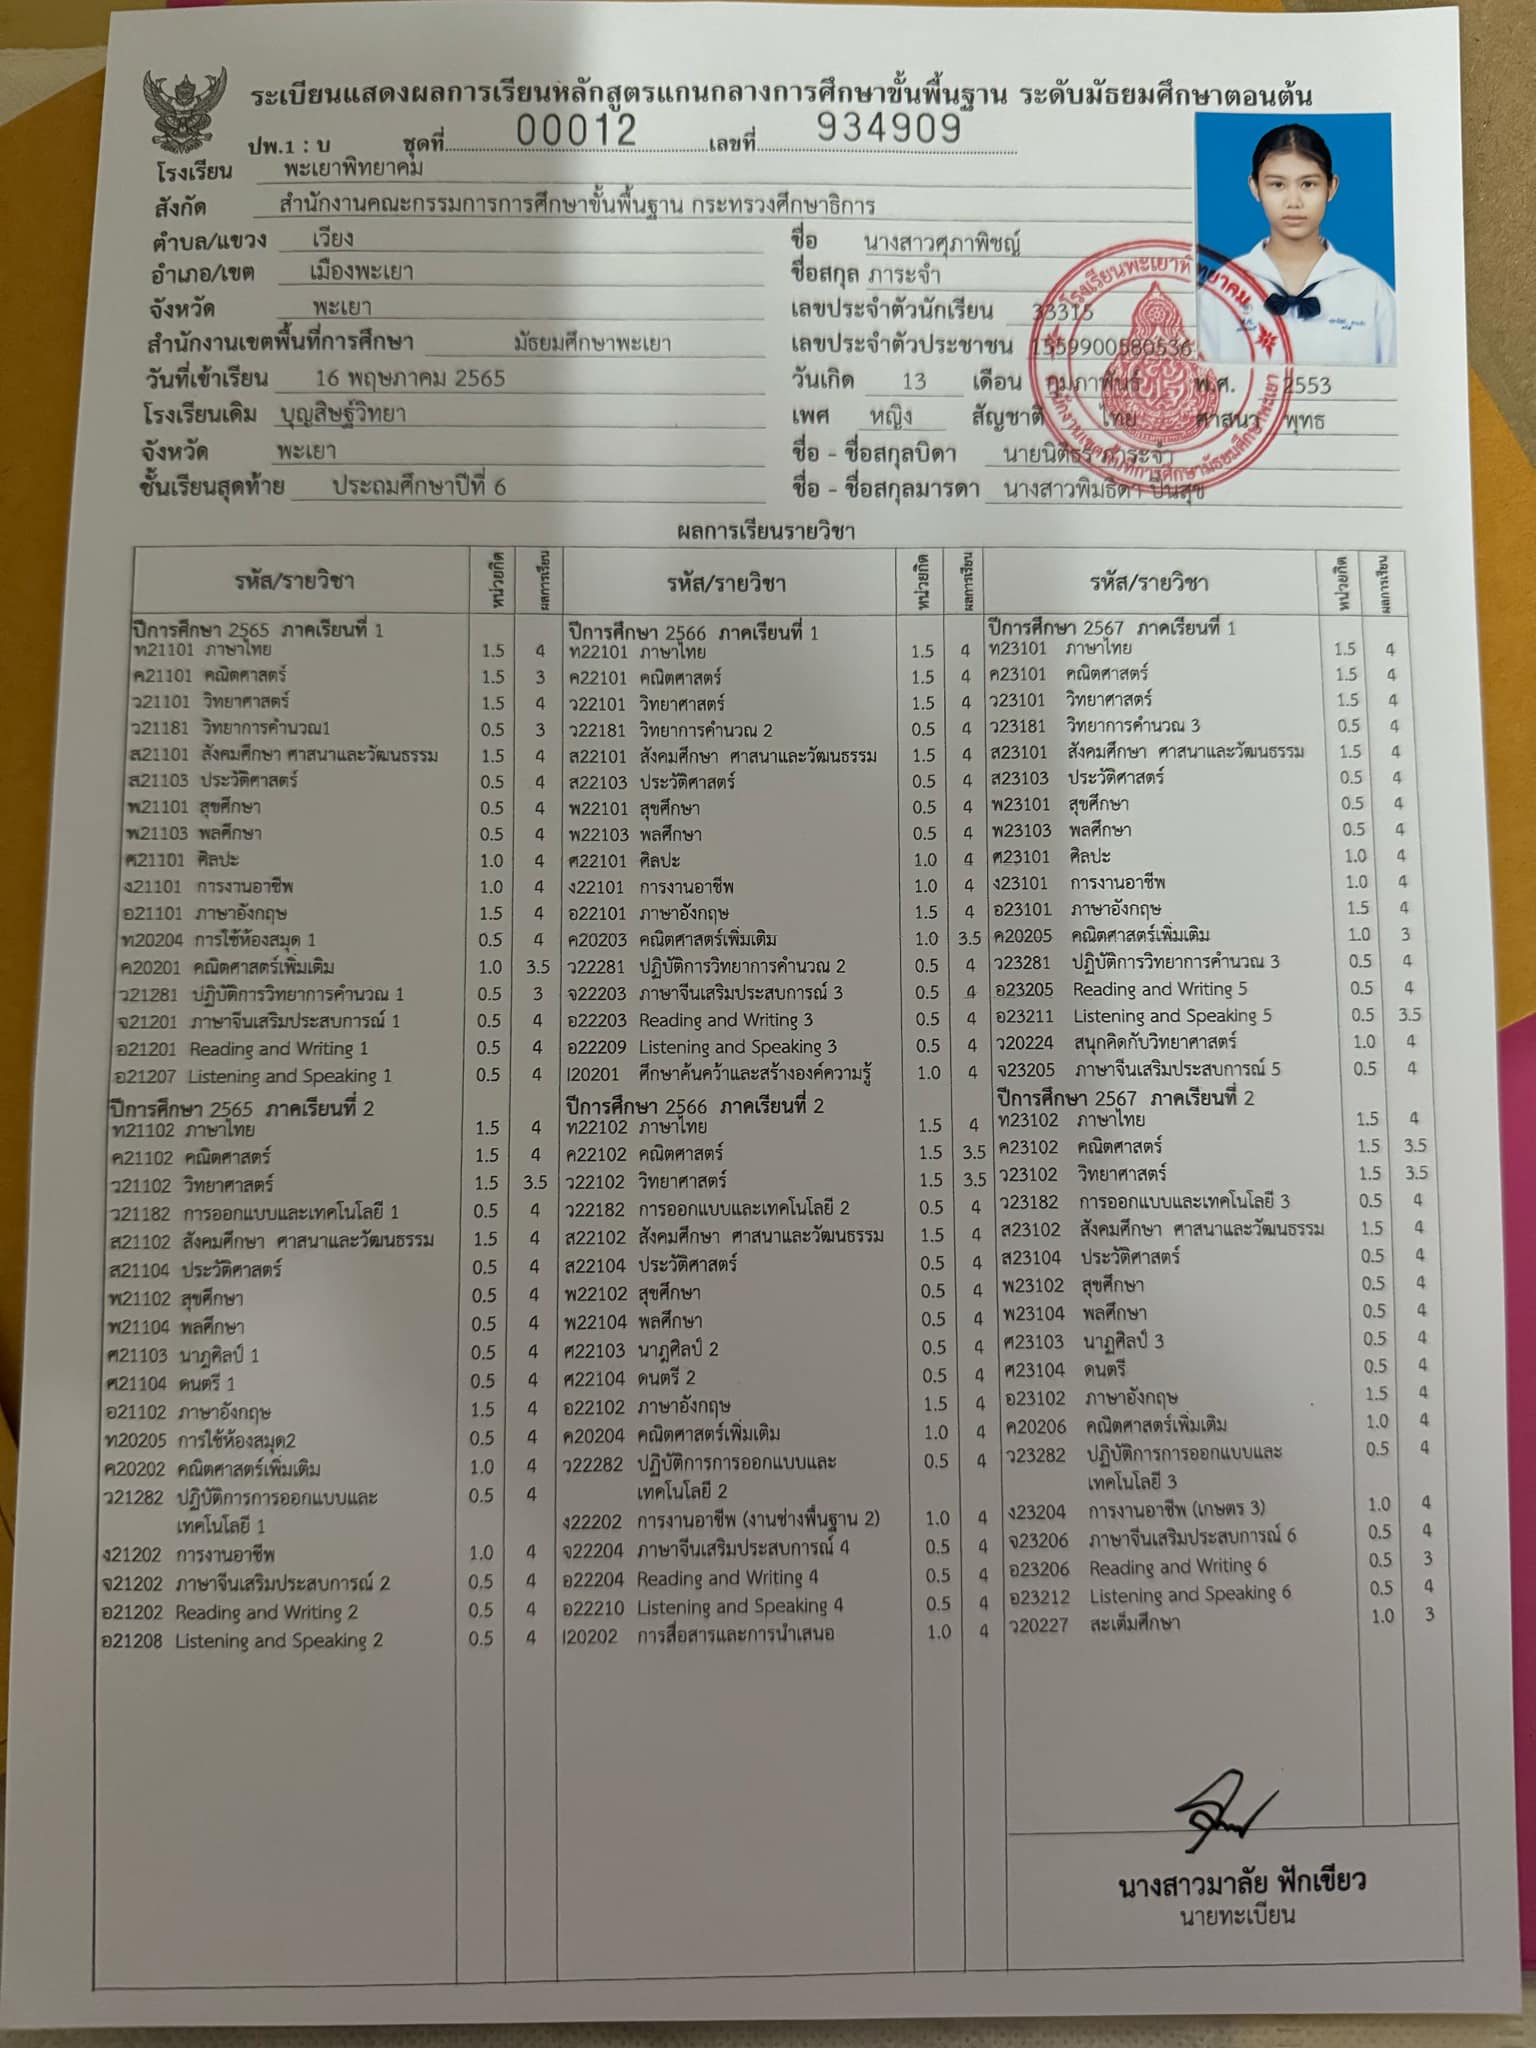 ระเบียนแสดงผลการเรียนหลักสูตรแกนกลางการศึกษาขั้นพื้นฐาน ระดับมัธยมศึกษาตอนต้น
ปพ.1 : บ ชุดที่ 00012 เลขที่ 934909
โรงเรียน พะเยาพิทยาคม
สังกัด สำนักงานคณะกรรมการการศึกษาขั้นพื้นฐาน กระทรวงศึกษาธิการ
ตำบล/แขวง เวียง
อำเภอ/เขต เมืองพะเยา
จังหวัด พะเยา
สำนักงานเขตพื้นที่การศึกษา มัธยมศึกษาพะเยา
วันที่เข้าเรียน 16 พฤษภาคม 2565
โรงเรียนเดิม บุญสิษฐ์วิทยา
จังหวัด พะเยา
ชั้นเรียนสุดท้าย ประถมศึกษาปีที่ 6
ชื่อ นางสาวศุภาพิชญ์
ชื่อสกุล ภาระจำ
เลขประจำตัวนักเรียน 33315
เลขประจำตัวประชาชน 1559900580536
วันเกิด 13 เดือน กุมภาพันธ์ พ.ศ. 2553
เพศ หญิง สัญชาติ ไทย ศาสนา พุทธ
ชื่อ - ชื่อสกุลบิดา นายนิติธร ภาระจำ
ชื่อ - ชื่อสกุลมารดา นางสาวพิมธิดา ปินสุข
โรงเรียนพะเยาพิทยาคม
สำนักงานเขตพื้นที่การศึกษามัธยมศึกษาพะเยา
ผลการเรียนรายวิชา
รหัส/รายวิชา หน่วยกิต ผลการเรียน
ปีการศึกษา 2565 ภาคเรียนที่ 1
ท21101 ภาษาไทย 1.5 4
ค21101 คณิตศาสตร์ 1.5 3
ว21101 วิทยาศาสตร์ 1.5 4
ว21181 วิทยาการคำนวณ1 0.5 3
ส21101 สังคมศึกษา ศาสนาและวัฒนธรรม 1.5 4
ส21103 ประวัติศาสตร์ 0.5 4
พ21101 สุขศึกษา 0.5 4
พ21103 พลศึกษา 0.5 4
ศ21101 ศิลปะ 1.0 4
ง21101 การงานอาชีพ 1.0 4
อ21101 ภาษาอังกฤษ 1.5 4
ท20204 การใช้ห้องสมุด 1 0.5 4
ค20201 คณิตศาสตร์เพิ่มเติม 1.0 3.5
ว21281 ปฏิบัติการวิทยาการคำนวณ 1 0.5 3
จ21201 ภาษาจีนเสริมประสบการณ์ 1 0.5 4
อ21201 Reading and Writing 1 0.5 4
อ21207 Listening and Speaking 1 0.5 4
ปีการศึกษา 2565 ภาคเรียนที่ 2
ท21102 ภาษาไทย 1.5 4
ค21102 คณิตศาสตร์ 1.5 4
ว21102 วิทยาศาสตร์ 1.5 3.5
ว21182 การออกแบบและเทคโนโลยี 1 0.5 4
ส21102 สังคมศึกษา ศาสนาและวัฒนธรรม 1.5 4
ส21104 ประวัติศาสตร์ 0.5 4
พ21102 สุขศึกษา 0.5 4
พ21104 พลศึกษา 0.5 4
ศ21103 นาฏศิลป์ 1 0.5 4
ศ21104 ดนตรี 1 0.5 4
อ21102 ภาษาอังกฤษ 1.5 4
ท20205 การใช้ห้องสมุด2 0.5 4
ค20202 คณิตศาสตร์เพิ่มเติม 1.0 4
ว21282 ปฏิบัติการการออกแบบและ 0.5 4
เทคโนโลยี 1
ง21202 การงานอาชีพ 1.0 4
จ21202 ภาษาจีนเสริมประสบการณ์ 2 0.5 4
อ21202 Reading and Writing 2 0.5 4
อ21208 Listening and Speaking 2 0.5 4
รหัส/รายวิชา หน่วยกิต ผลการเรียน
ปีการศึกษา 2566 ภาคเรียนที่ 1
ท22101 ภาษาไทย 1.5 4
ค22101 คณิตศาสตร์ 1.5 4
ว22101 วิทยาศาสตร์ 1.5 4
ว22181 วิทยาการคำนวณ 2 0.5 4
ส22101 สังคมศึกษา ศาสนาและวัฒนธรรม 1.5 4
ส22103 ประวัติศาสตร์ 0.5 4
พ22101 สุขศึกษา 0.5 4
พ22103 พลศึกษา 0.5 4
ศ22101 ศิลปะ 1.0 4
ง22101 การงานอาชีพ 1.0 4
อ22101 ภาษาอังกฤษ 1.5 4
ค20203 คณิตศาสตร์เพิ่มเติม 1.0 3.5
ว22281 ปฏิบัติการวิทยาการคำนวณ 2 0.5 4
จ22203 ภาษาจีนเสริมประสบการณ์ 3 0.5 4
อ22203 Reading and Writing 3 0.5 4
อ22209 Listening and Speaking 3 0.5 4
I20201 ศึกษาค้นคว้าและสร้างองค์ความรู้ 1.0 4
ปีการศึกษา 2566 ภาคเรียนที่ 2
ท22102 ภาษาไทย 1.5 4
ค22102 คณิตศาสตร์ 1.5 3.5
ว22102 วิทยาศาสตร์ 1.5 3.5
ว22182 การออกแบบและเทคโนโลยี 2 0.5 4
ส22102 สังคมศึกษา ศาสนาและวัฒนธรรม 1.5 4
ส22104 ประวัติศาสตร์ 0.5 4
พ22102 สุขศึกษา 0.5 4
พ22104 พลศึกษา 0.5 4
ศ22103 นาฎศิลป์ 2 0.5 4
ศ22104 ดนตรี 2 0.5 4
อ22102 ภาษาอังกฤษ 1.5 4
ค20204 คณิตศาสตร์เพิ่มเติม 1.0 4
ว22282 ปฏิบัติการการออกแบบและ 0.5 4
เทคโนโลยี 2
ง22202 การงานอาชีพ (งานช่างพื้นฐาน 2) 1.0 4
จ22204 ภาษาจีนเสริมประสบการณ์ 4 0.5 4
อ22204 Reading and Writing 4 0.5 4
อ22210 Listening and Speaking 4 0.5 4
I20202 การสื่อสารและการนำเสนอ 1.0 4
รหัส/รายวิชา หน่วยกิต ผลการเรียน
ปีการศึกษา 2567 ภาคเรียนที่ 1
ท23101 ภาษาไทย 1.5 4
ค23101 คณิตศาสตร์ 1.5 4
ว23101 วิทยาศาสตร์ 1.5 4
ว23181 วิทยาการคำนวณ 3 0.5 4
ส23101 สังคมศึกษา ศาสนาและวัฒนธรรม 1.5 4
ส23103 ประวัติศาสตร์ 0.5 4
พ23101 สุขศึกษา 0.5 4
พ23103 พลศึกษา 0.5 4
ศ23101 ศิลปะ 1.0 4
ง23101 การงานอาชีพ 1.0 4
อ23101 ภาษาอังกฤษ 1.5 4
ค20205 คณิตศาสตร์เพิ่มเติม 1.0 3
ว23281 ปฏิบัติการวิทยาการคำนวณ 3 0.5 4
อ23205 Reading and Writing 5 0.5 4
อ23211 Listening and Speaking 5 0.5 3.5
ว20224 สนุกคิดกับวิทยาศาสตร์ 1.0 4
จ23205 ภาษาจีนเสริมประสบการณ์ 5 0.5 4
ปีการศึกษา 2567 ภาคเรียนที่ 2
ท23102 ภาษาไทย 1.5 4
ค23102 คณิตศาสตร์ 1.5 3.5
ว23102 วิทยาศาสตร์ 1.5 3.5
ว23182 การออกแบบและเทคโนโลยี 3 0.5 4
ส23102 สังคมศึกษา ศาสนาและวัฒนธรรม 1.5 4
ส23104 ประวัติศาสตร์ 0.5 4
พ23102 สุขศึกษา 0.5 4
พ23104 พลศึกษา 0.5 4
ศ23103 นาฏศิลป์ 3 0.5 4
ศ23104 ดนตรี 0.5 4
อ23102 ภาษาอังกฤษ 1.5 4
ค20206 คณิตศาสตร์เพิ่มเติม 1.0 4
ว23282 ปฏิบัติการการออกแบบและ 0.5 4
เทคโนโลยี 3
ง23204 การงานอาชีพ (เกษตร 3) 1.0 4
จ23206 ภาษาจีนเสริมประสบการณ์ 6 0.5 4
อ23206 Reading and Writing 6 0.5 3
อ23212 Listening and Speaking 6 0.5 4
ว20227 สะเต็มศึกษา 1.0 3
นางสาวมาลัย ฟักเขียว
นายทะเบียน